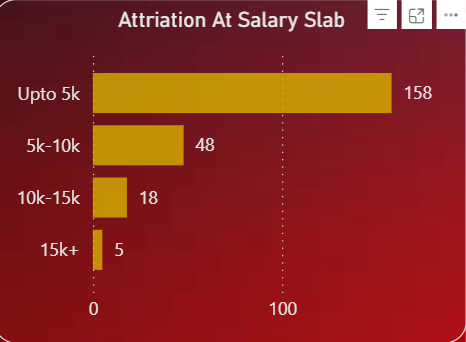 Attriation At Salary Slab
Upto 5k 158
5k-10k 48
10k-15k 18
15k+ 5
0 100